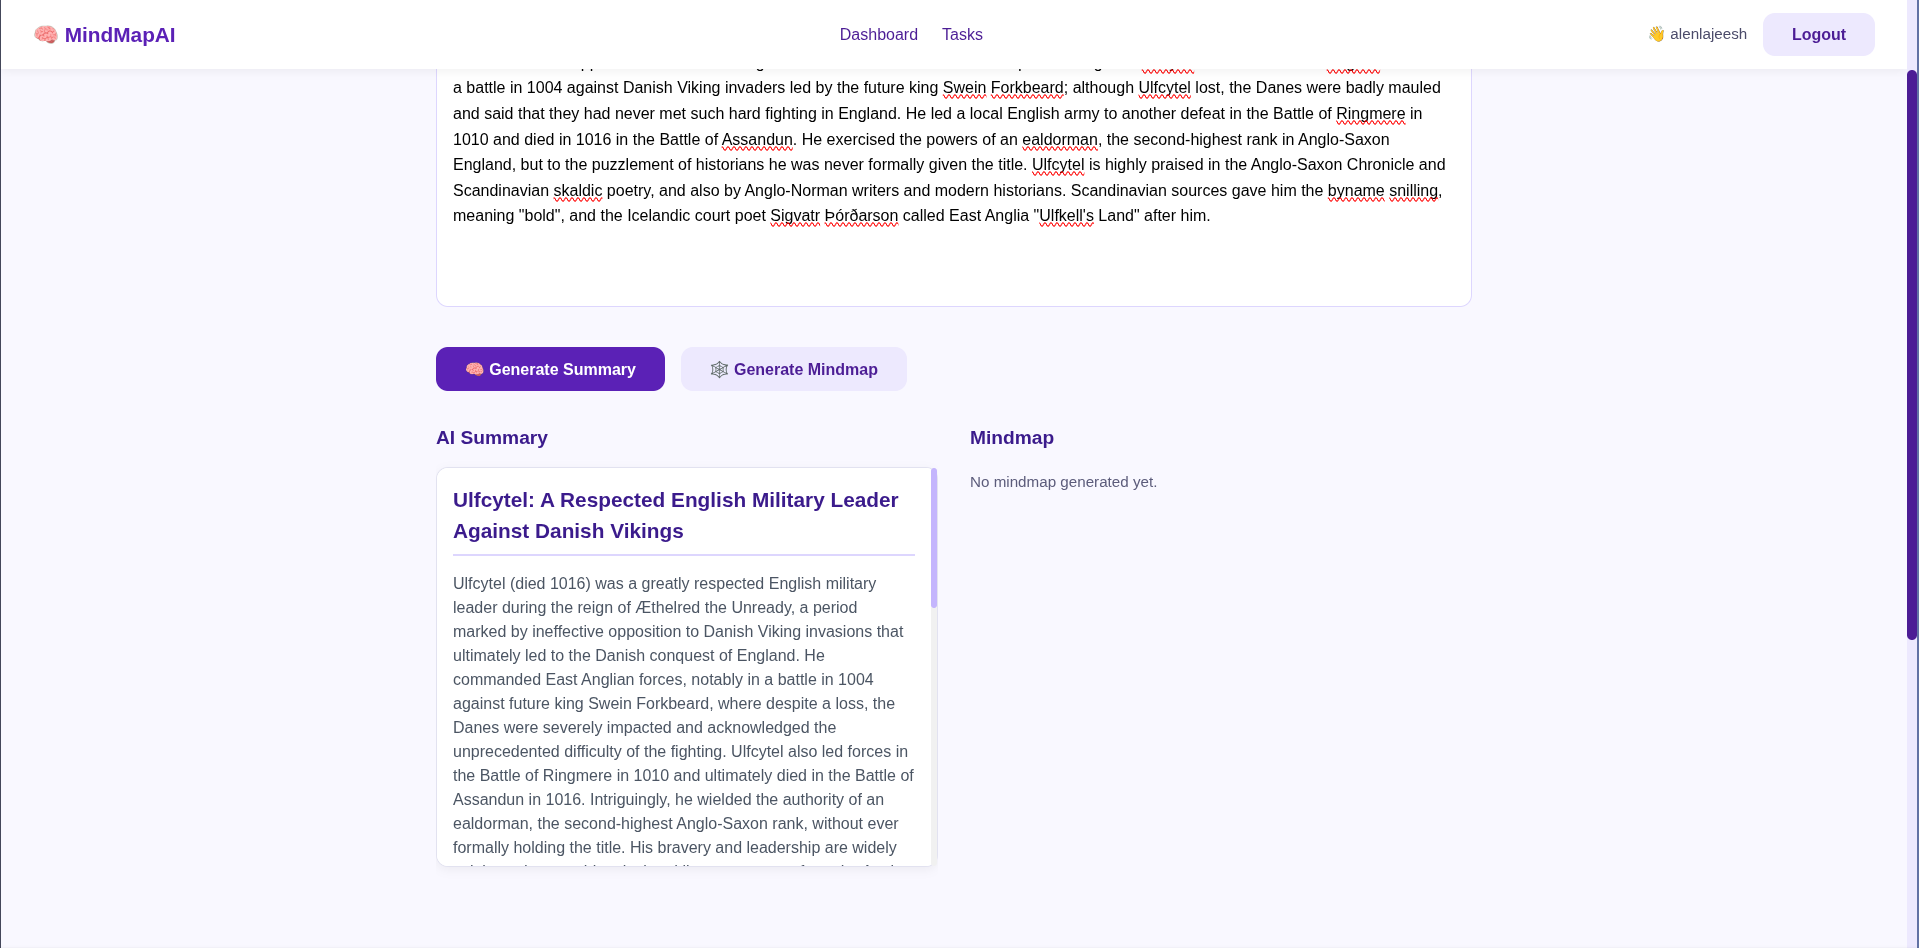 🧠 MindMapAI
Dashboard Tasks
👋 alenlajeesh
Logout
a battle in 1004 against Danish Viking invaders led by the future king Swein Forkbeard; although Ulfcytel lost, the Danes were badly mauled
and said that they had never met such hard fighting in England. He led a local English army to another defeat in the Battle of Ringmere in
1010 and died in 1016 in the Battle of Assandun. He exercised the powers of an ealdorman, the second-highest rank in Anglo-Saxon
England, but to the puzzlement of historians he was never formally given the title. Ulfcytel is highly praised in the Anglo-Saxon Chronicle and
Scandinavian skaldic poetry, and also by Anglo-Norman writers and modern historians. Scandinavian sources gave him the byname snilling,
meaning "bold", and the Icelandic court poet Sigvatr Þórðarson called East Anglia "Ulfkell's Land" after him.
🧠 Generate Summary
🕸️ Generate Mindmap
AI Summary
Ulfcytel: A Respected English Military Leader
Against Danish Vikings
Ulfcytel (died 1016) was a greatly respected English military
leader during the reign of Æthelred the Unready, a period
marked by ineffective opposition to Danish Viking invasions that
ultimately led to the Danish conquest of England. He
commanded East Anglian forces, notably in a battle in 1004
against future king Swein Forkbeard, where despite a loss, the
Danes were severely impacted and acknowledged the
unprecedented difficulty of the fighting. Ulfcytel also led forces in
the Battle of Ringmere in 1010 and ultimately died in the Battle of
Assandun in 1016. Intriguingly, he wielded the authority of an
ealdorman, the second-highest Anglo-Saxon rank, without ever
formally holding the title. His bravery and leadership are widely
Mindmap
No mindmap generated yet.